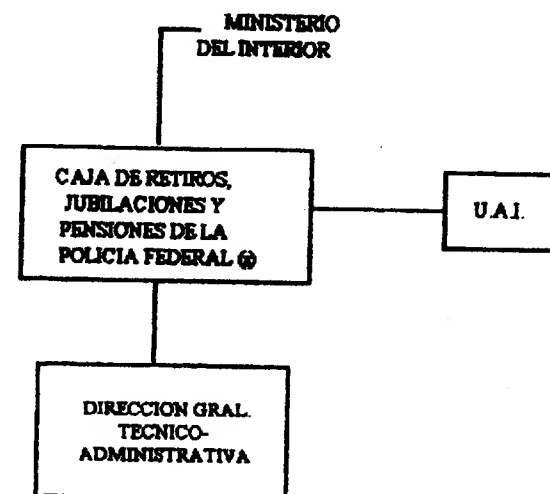 MINISTERIO
DEL INTERIOR
CAJA DE RETIROS,
JUBILACIONES Y
PENSIONES DE LA
POLICIA FEDERAL
U.A.I.
DIRECCION GRAL.
TECNICO-
ADMINISTRATIVA